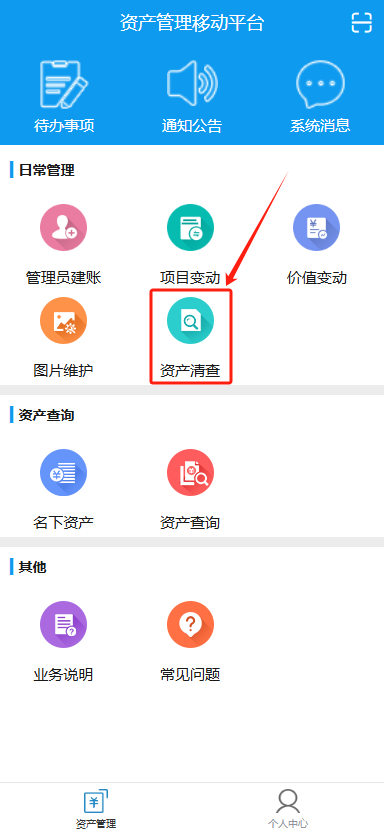 资产管理移动平台
待办事项 通知公告 系统消息
日常管理
管理员建账 项目变动 价值变动
图片维护 资产清查
资产查询
名下资产 资产查询
其他
业务说明 常见问题
资产管理 个人中心